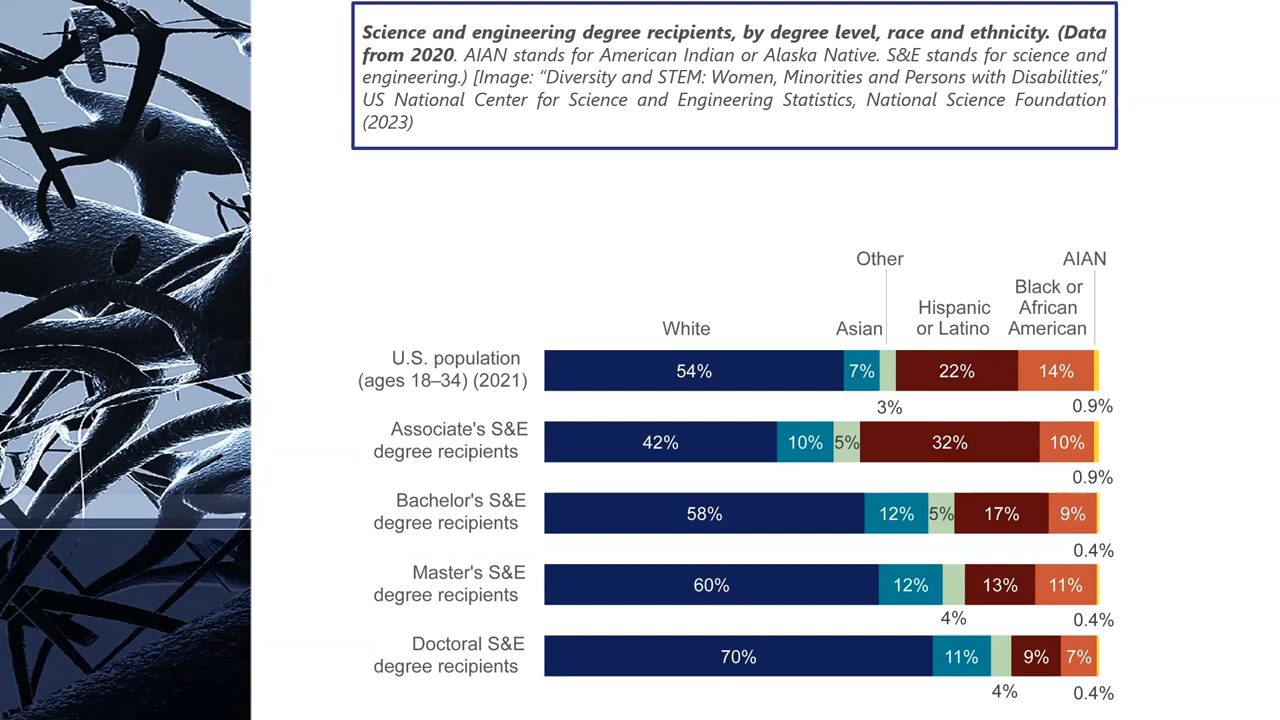 Science and engineering degree recipients, by degree level, race and ethnicity. (Data
from 2020. AIAN stands for American Indian or Alaska Native. S&E stands for science and
engineering.) [Image: “Diversity and STEM: Women, Minorities and Persons with Disabilities,”
US National Center for Science and Engineering Statistics, National Science Foundation
(2023)
Other
AIAN
White
Asian
Hispanic
or Latino
Black or
African
American
U.S. population
(ages 18–34) (2021)
54%
7%
3%
22%
14%
0.9%
Associate's S&E
degree recipients
42%
10%
5%
32%
10%
0.9%
Bachelor's S&E
degree recipients
58%
12%
5%
17%
9%
0.4%
Master's S&E
degree recipients
60%
12%
4%
13%
11%
0.4%
Doctoral S&E
degree recipients
70%
11%
4%
9%
7%
0.4%